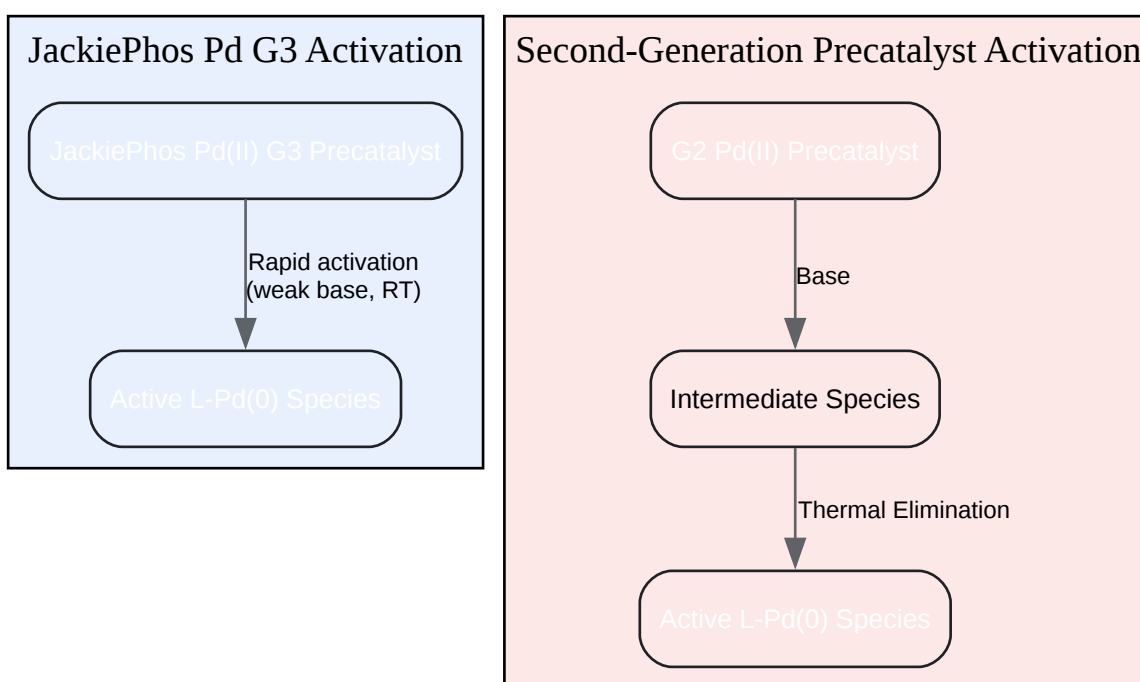 JackiePhos Pd G3 Activation
JackiePhos Pd(II) G3 Precatalyst
Rapid activation
(weak base, RT)
Active L-Pd(0) Species
Second-Generation Precatalyst Activation
G2 Pd(II) Precatalyst
Base
Intermediate Species
Thermal Elimination
Active L-Pd(0) Species